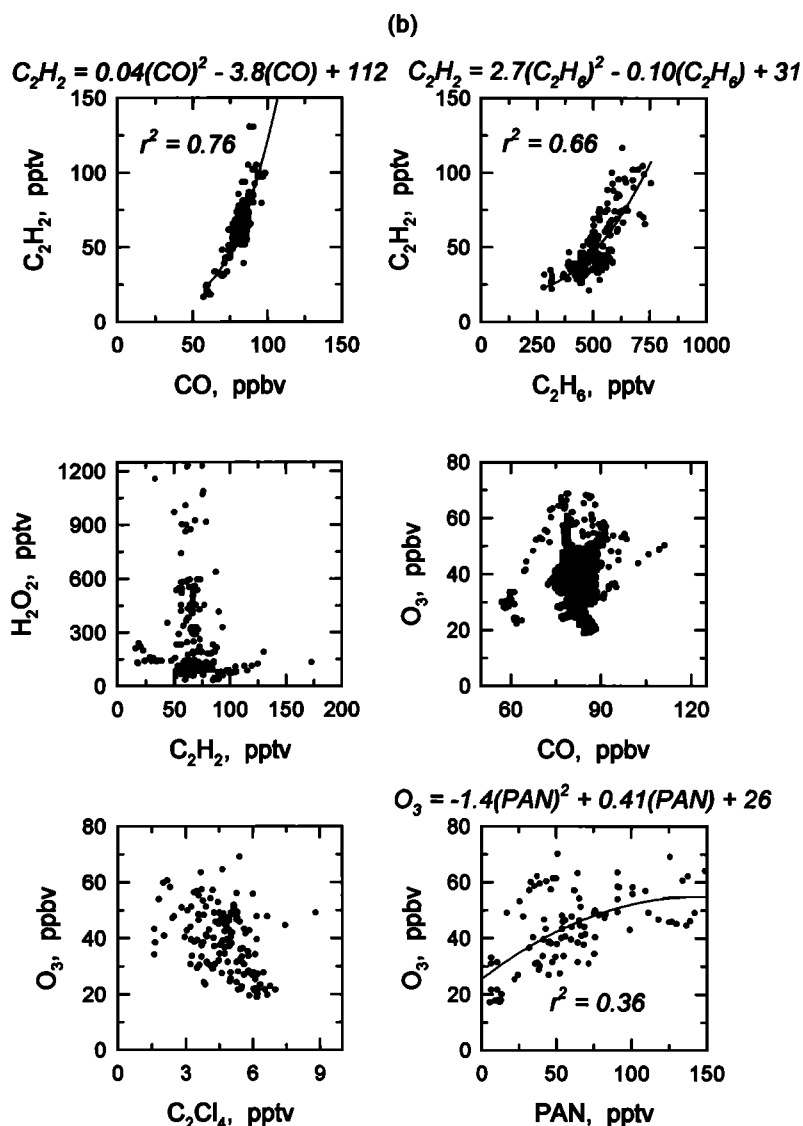 (b)
C₂H₂ = 0.04(CO)² - 3.8(CO) + 112
C₂H₂ = 2.7(C₂H₆)² - 0.10(C₂H₆) + 31
150
100
50
0
C₂H₂, pptv
r² = 0.76
0 50 100 150
CO, ppbv
150
100
50
0
C₂H₂, pptv
r² = 0.66
0 250 500 750 1000
C₂H₆, pptv
1200
900
600
300
0
H₂O₂, pptv
0 50 100 150 200
C₂H₂, pptv
80
60
40
20
0
O₃, ppbv
60 90 120
CO, ppbv
80
60
40
20
0
O₃, ppbv
0 3 6 9
C₂Cl₄, pptv
O₃ = -1.4(PAN)² + 0.41(PAN) + 26
80
60
40
20
0
O₃, ppbv
r² = 0.36
0 50 100 150
PAN, pptv